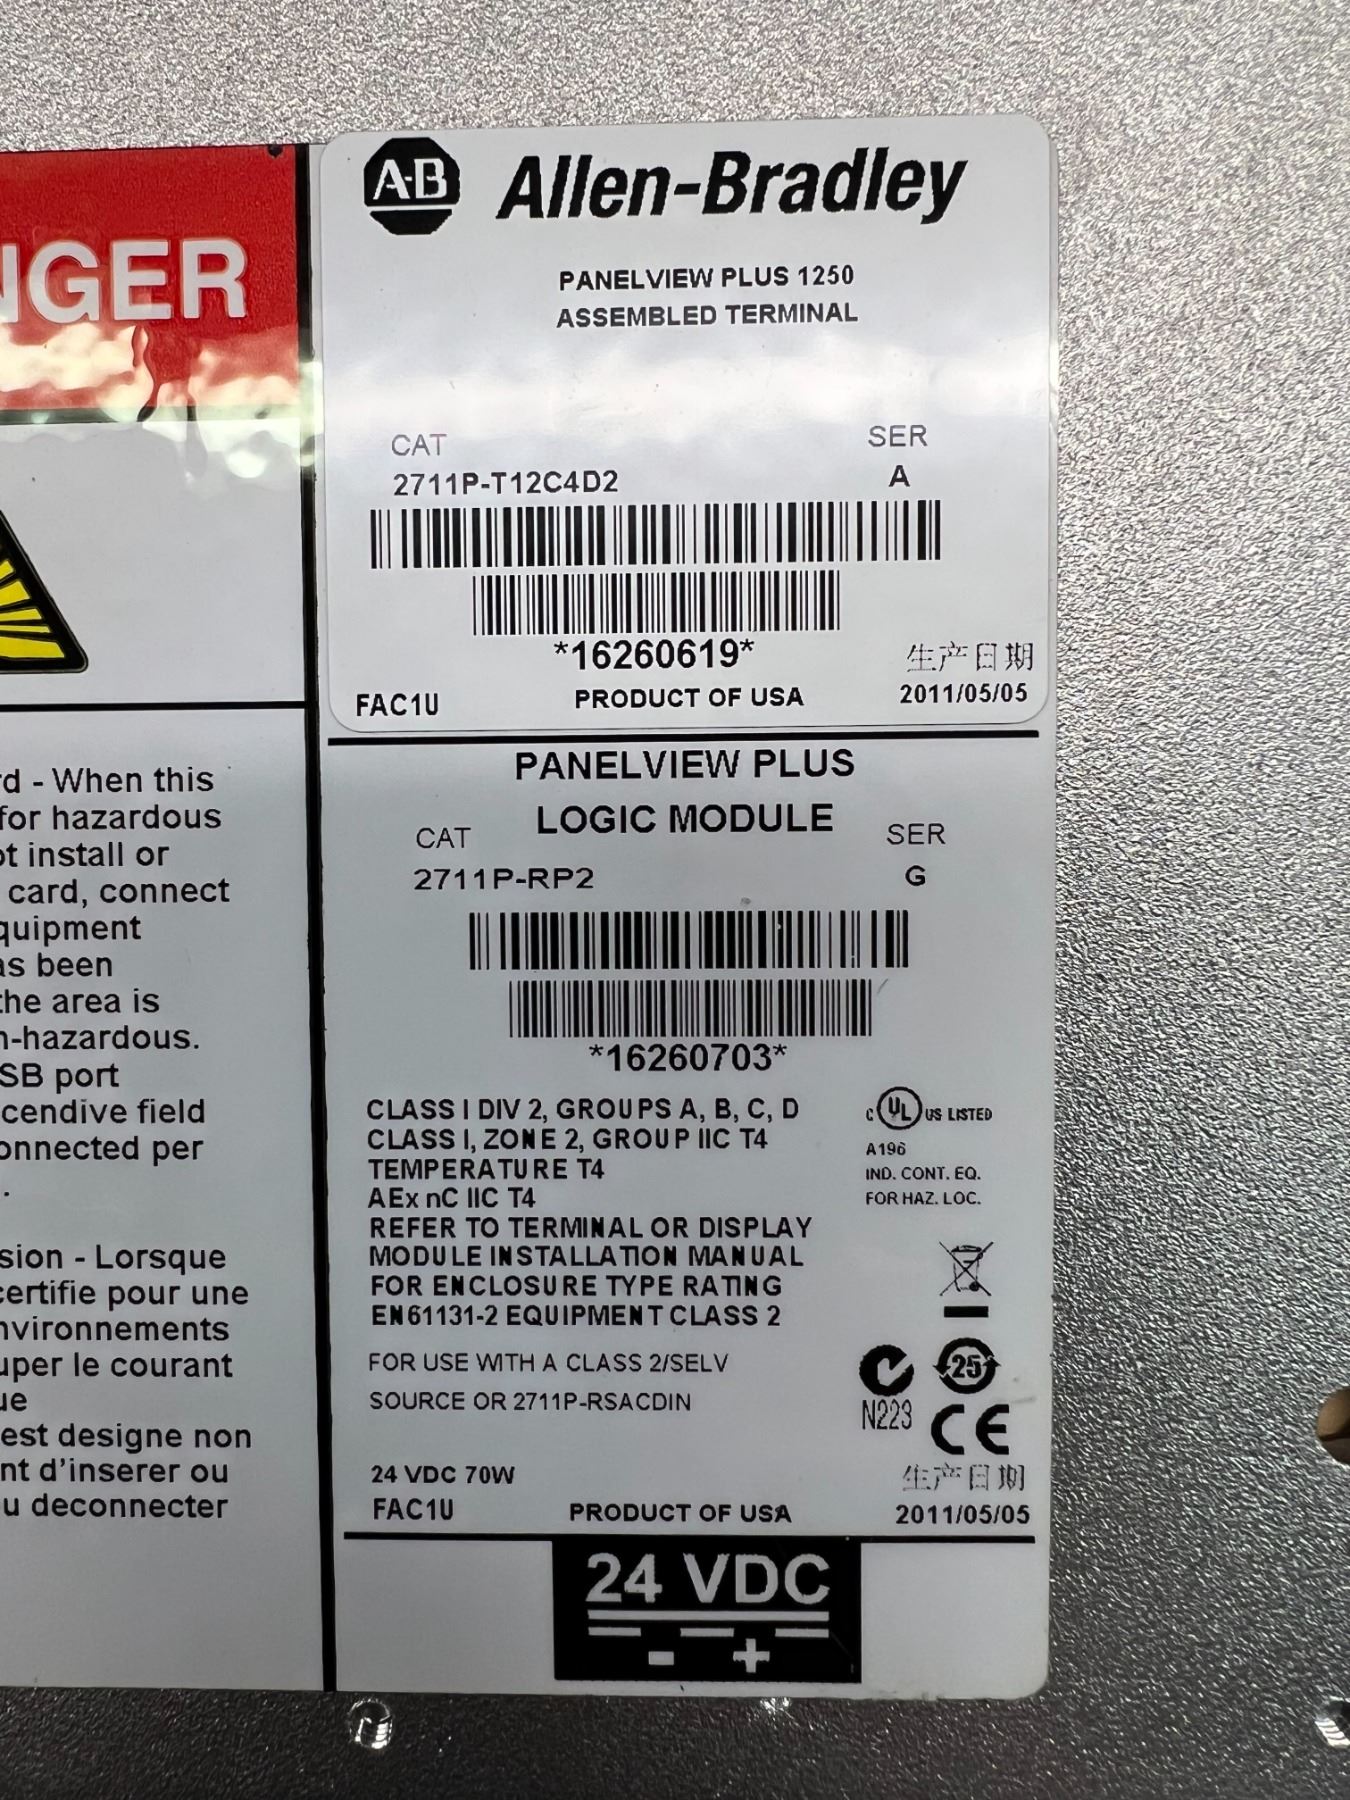 NGER
d - When this
for hazardous
ot install or
card, connect
quipment
as been
the area is
n-hazardous.
SB port
cendive field
onnected per
.
sion - Lorsque
certifie pour une
nvironnements
uper le courant
ue
est designe non
nt d'inserer ou
u deconnecter
A-B Allen-Bradley
PANELVIEW PLUS 1250
ASSEMBLED TERMINAL
CAT SER
2711P-T12C4D2 A
*16260619*
生产日期
FAC1U PRODUCT OF USA 2011/05/05
PANELVIEW PLUS
LOGIC MODULE
CAT SER
2711P-RP2 G
*16260703*
CLASS I DIV 2, GROUPS A, B, C, D
CLASS I, ZONE 2, GROUP IIC T4
TEMPERATURE T4
AEx nC IIC T4
REFER TO TERMINAL OR DISPLAY
MODULE INSTALLATION MANUAL
FOR ENCLOSURE TYPE RATING
EN61131-2 EQUIPMENT CLASS 2
FOR USE WITH A CLASS 2/SELV
SOURCE OR 2711P-RSACDIN
C UL US LISTED
A196
IND. CONT. EQ.
FOR HAZ. LOC.
25
N223
CE
24 VDC 70W
生产日期
FAC1U PRODUCT OF USA 2011/05/05
24 VDC
- +